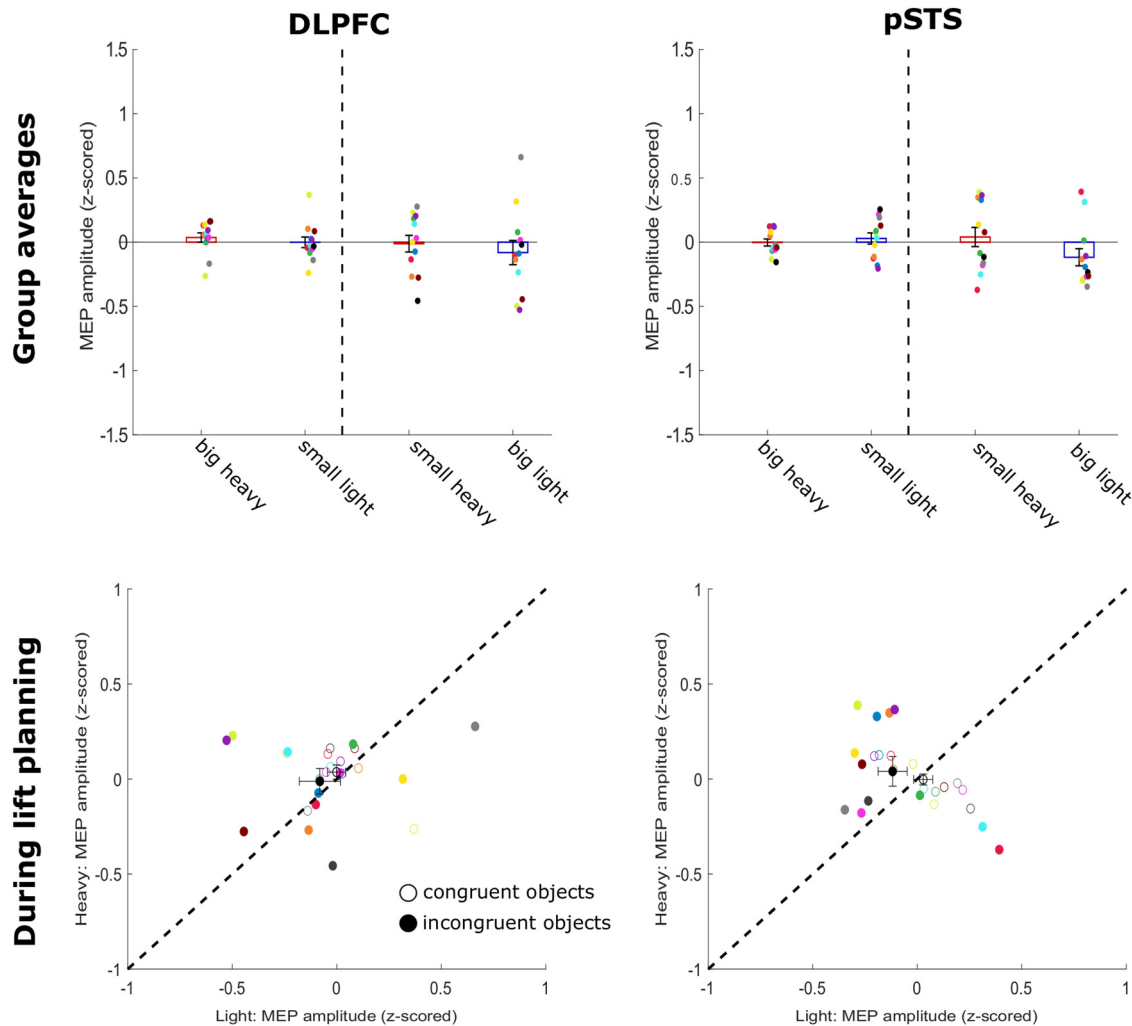 DLPFC
pSTS
Group averages
MEP amplitude (z-scored)
1.5
1
0.5
0
-0.5
-1
-1.5
big heavy
small light
small heavy
big light
MEP amplitude (z-scored)
1.5
1
0.5
0
-0.5
-1
-1.5
big heavy
small light
small heavy
big light
During lift planning
Heavy: MEP amplitude (z-scored)
1
0.5
0
-0.5
-1
-1
-0.5
0
0.5
1
Light: MEP amplitude (z-scored)
congruent objects
incongruent objects
Heavy: MEP amplitude (z-scored)
1
0.5
0
-0.5
-1
-1
-0.5
0
0.5
1
Light: MEP amplitude (z-scored)